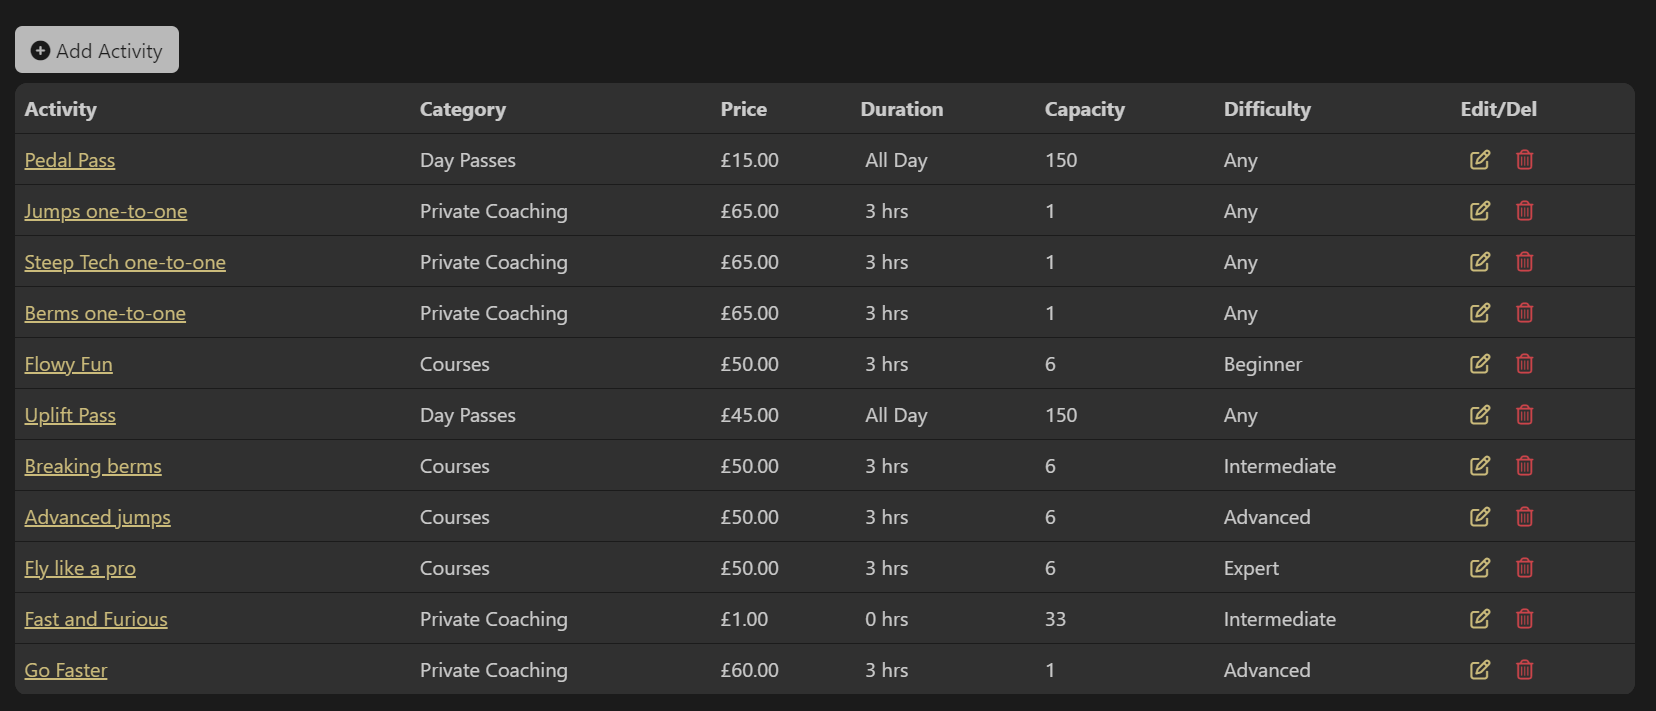 Add Activity
Activity Category Price Duration Capacity Difficulty Edit/Del
Pedal Pass Day Passes £15.00 All Day 150 Any
Jumps one-to-one Private Coaching £65.00 3 hrs 1 Any
Steep Tech one-to-one Private Coaching £65.00 3 hrs 1 Any
Berms one-to-one Private Coaching £65.00 3 hrs 1 Any
Flowy Fun Courses £50.00 3 hrs 6 Beginner
Uplift Pass Day Passes £45.00 All Day 150 Any
Breaking berms Courses £50.00 3 hrs 6 Intermediate
Advanced jumps Courses £50.00 3 hrs 6 Advanced
Fly like a pro Courses £50.00 3 hrs 6 Expert
Fast and Furious Private Coaching £1.00 0 hrs 33 Intermediate
Go Faster Private Coaching £60.00 3 hrs 1 Advanced